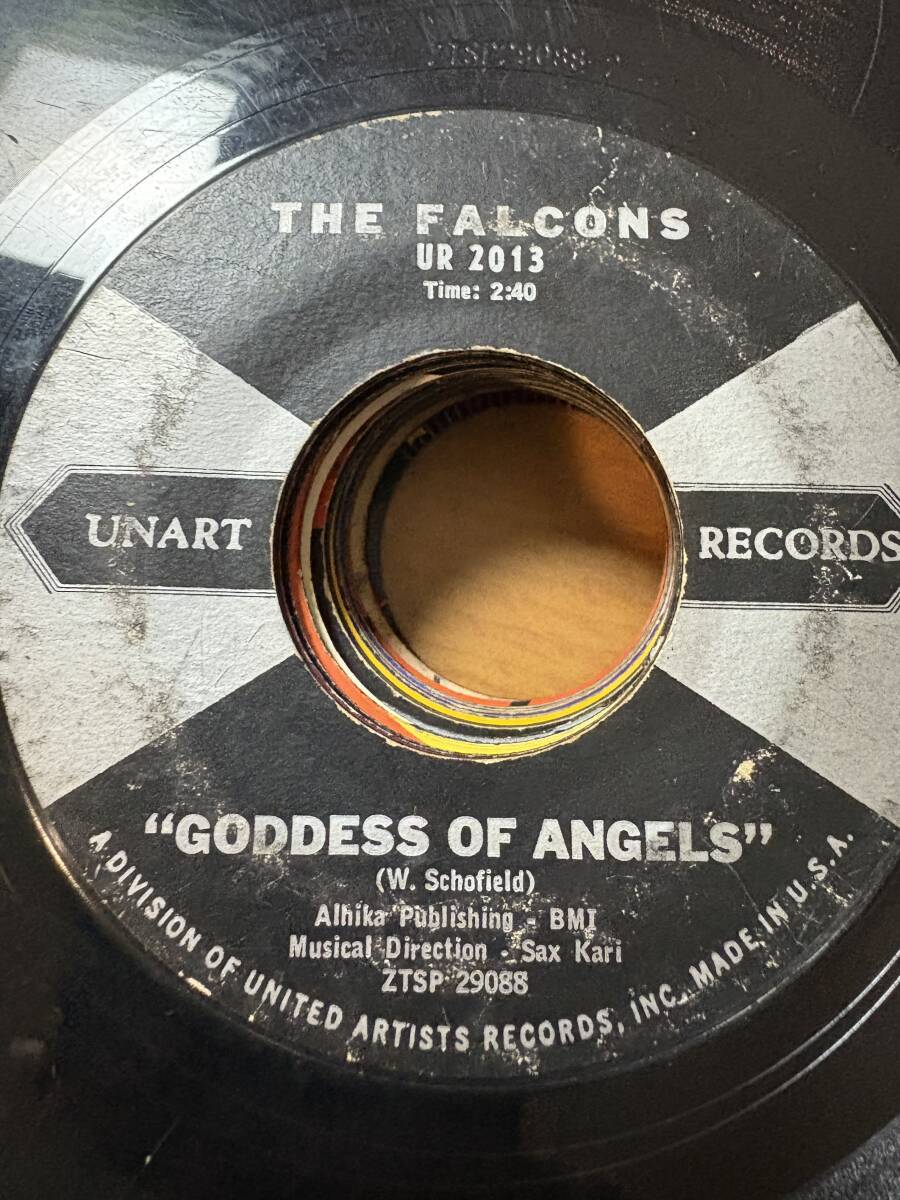 THE FALCONS
UR 2013
Time: 2:40
UNART RECORDS
"GODDESS OF ANGELS"
(W. Schofield)
Alhika Publishing - BMI
Musical Direction - Sax Kari
ZTSP 29088
A DIVISION OF UNITED ARTISTS RECORDS, INC. MADE IN U.S.A.